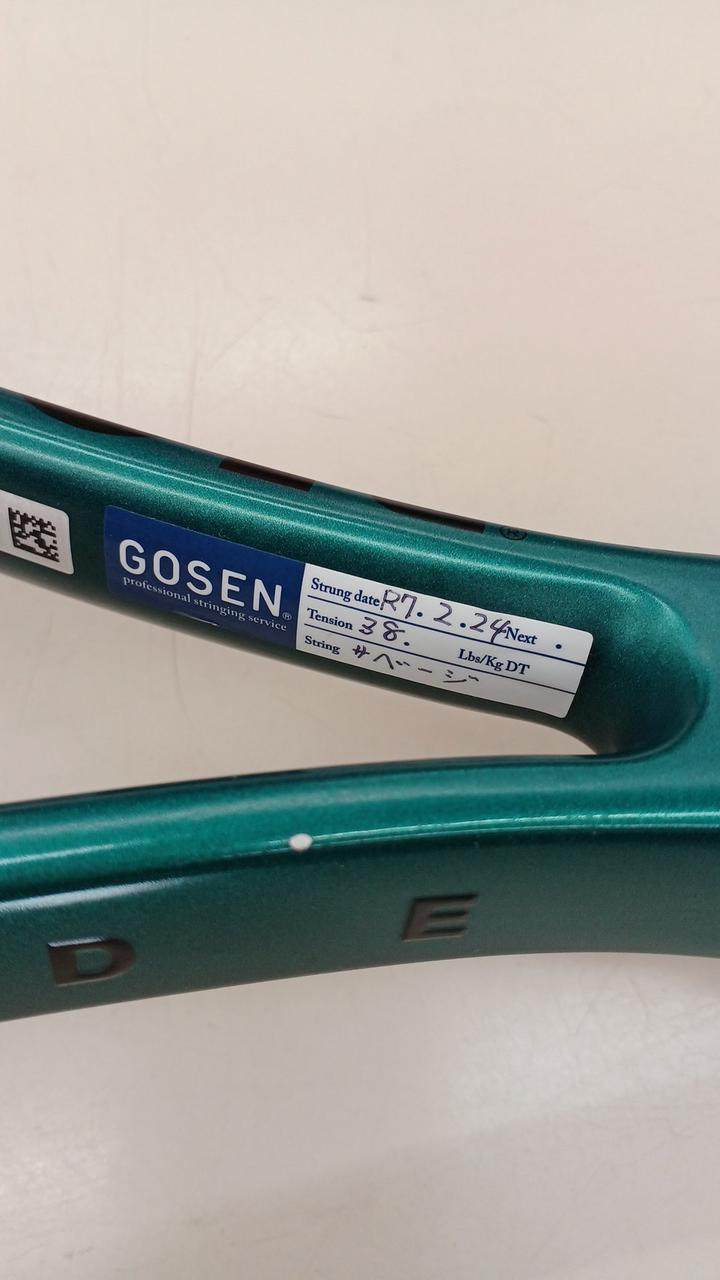 GOSEN®
professional stringing service
Strung date R7.2.24 Next .
Tension 38. Lbs/Kg DT
String サベージ
®
D E